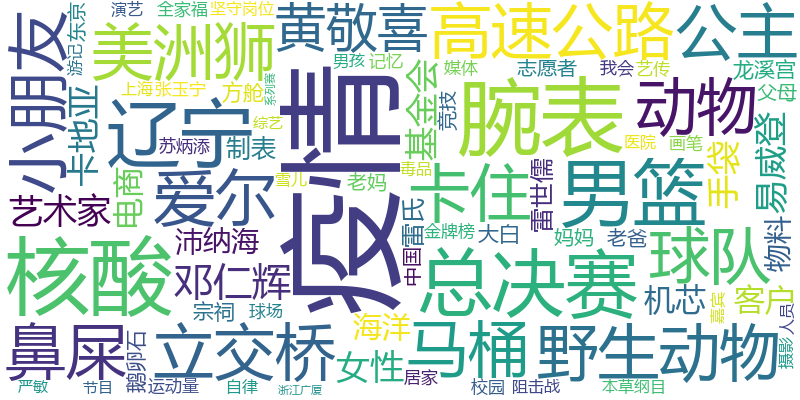 演艺
东京
游记
小朋友
美洲狮
全家福
坚守岗位
系列赛
黄敬喜
男孩
记忆
高速公路
媒体
志愿者
我会
艺传
公主
龙溪宫
父母
卡地亚
辽宁
上海
张玉宁
方舱
综艺
苏炳添
制表
疫情
基金会
竞技
腕表
动物
医院
画笔
易威登
手袋
艺术家
电商
爱尔
雪儿
老妈
毒品
卡住
雷世儒
男篮
沛纳海
核酸
邓仁辉
宗祠
球场
中国
雷氏
金牌榜
大白
妈妈
老爸
球队
物料
总决赛
机芯
客户
嘉宾
摄影
人员
鼻屎
鹅卵石
立交桥
海洋
女性
马桶
居家
野生动物
严敏
节目
运动量
自律
浙江广厦
校园
阻击战
本草纲目